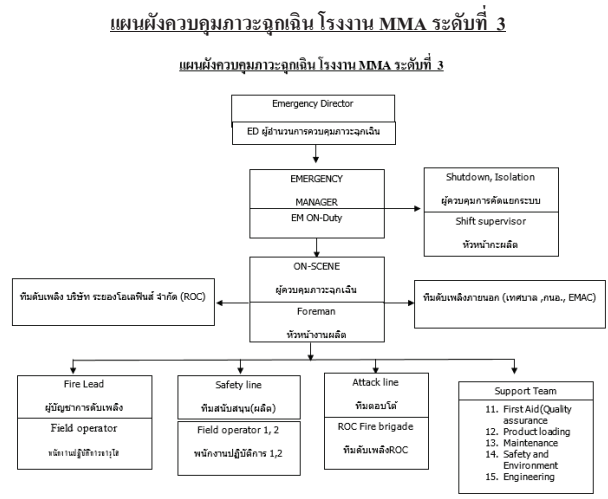 แผนผังควบคุมภาวะฉุกเฉิน โรงงาน MMA ระดับที่ 3
แผนผังควบคุมภาวะฉุกเฉิน โรงงาน MMA ระดับที่ 3
Emergency Director
ED ผู้อำนวยการควบคุมภาวะฉุกเฉิน
EMERGENCY
MANAGER
EM ON-Duty
Shutdown, Isolation
ผู้ควบคุมการตัดแยกระบบ
Shift supervisor
หัวหน้ากะผลิต
ON-SCENE
ผู้ควบคุมภาวะฉุกเฉิน
Foreman
หัวหน้างานผลิต
ทีมดับเพลิง บริษัท ระยองโอเลฟินส์ จำกัด (ROC)
ทีมดับเพลิงภายนอก (เทศบาล ,กนอ., EMAC)
Fire Lead
ผู้บัญชาการดับเพลิง
Field operator
Safety line
ทีมสนับสนุน(ผลิต)
Field operator 1, 2
พนักงานปฏิบัติการ 1,2
Attack line
ทีมตอบโต้
ROC Fire brigade
ทีมดับเพลิงROC
Support Team
11. First Aid(Quality
assurance
12. Product loading
13. Maintenance
14. Safety and
Environment
15. Engineering